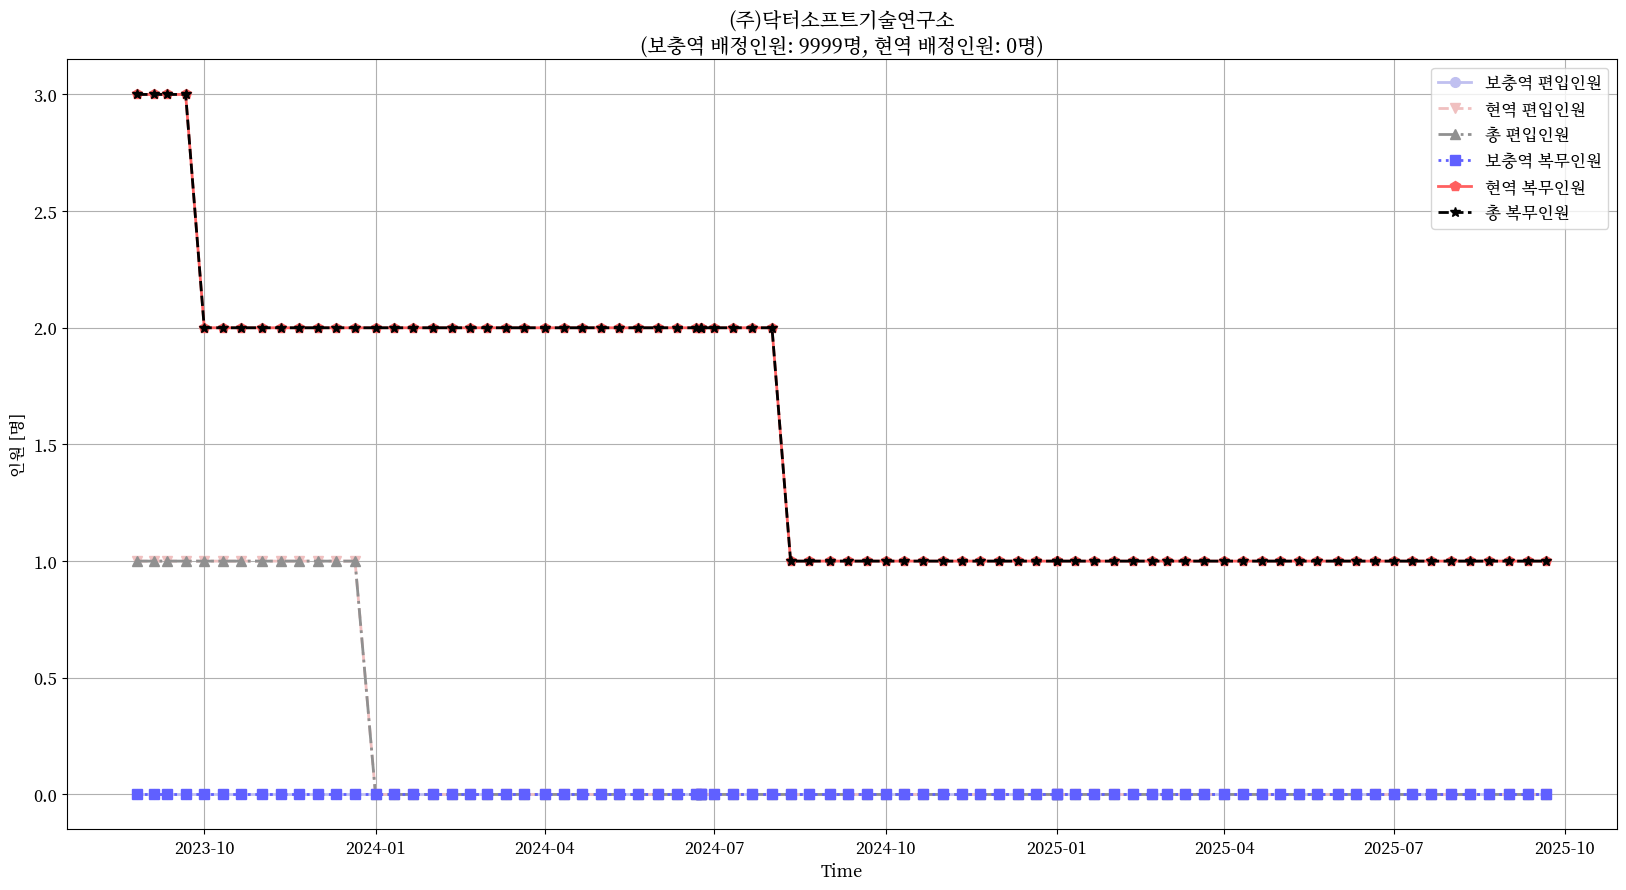 (주)닥터소프트기술연구소
(보충역 배정인원: 9999명, 현역 배정인원: 0명)
보충역 편입인원
현역 편입인원
총 편입인원
보충역 복무인원
현역 복무인원
총 복무인원
인원 [명]
3.0
2.5
2.0
1.5
1.0
0.5
0.0
2023-10
2024-01
2024-04
2024-07
2024-10
2025-01
2025-04
2025-07
2025-10
Time